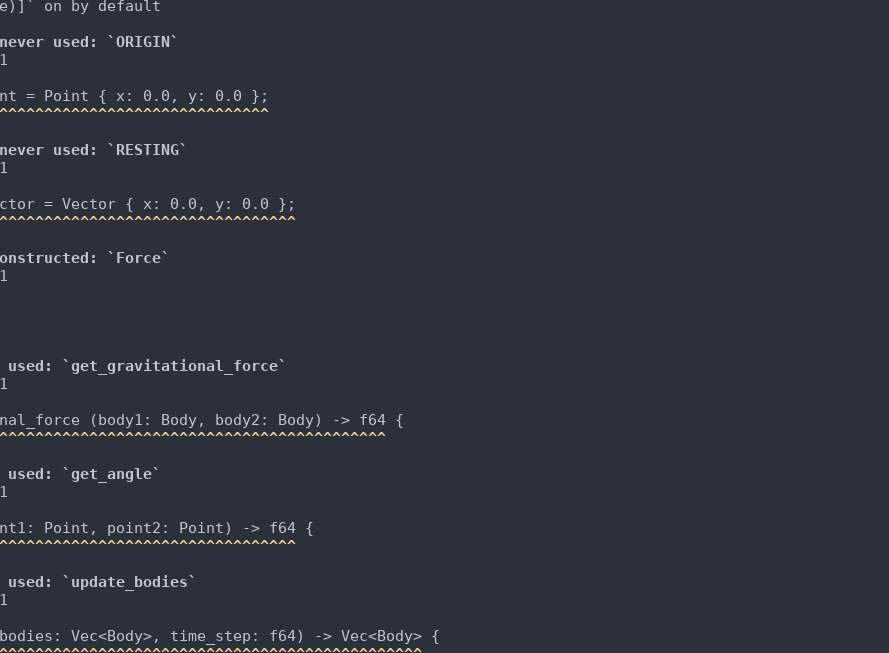 e)]` on by default
never used: `ORIGIN`
1
nt = Point { x: 0.0, y: 0.0 };
^^^^^^^^^^^^^^^^^^^^^^^^^^^^^^
never used: `RESTING`
1
ctor = Vector { x: 0.0, y: 0.0 };
^^^^^^^^^^^^^^^^^^^^^^^^^^^^^^^^^
onstructed: `Force`
1
used: `get_gravitational_force`
1
nal_force (body1: Body, body2: Body) -> f64 {
^^^^^^^^^^^^^^^^^^^^^^^^^^^^^^^^^^^^^^^^^^^
used: `get_angle`
1
nt1: Point, point2: Point) -> f64 {
^^^^^^^^^^^^^^^^^^^^^^^^^^^^^^^^^
used: `update_bodies`
1
bodies: Vec<Body>, time_step: f64) -> Vec<Body> {
^^^^^^^^^^^^^^^^^^^^^^^^^^^^^^^^^^^^^^^^^^^^^^^